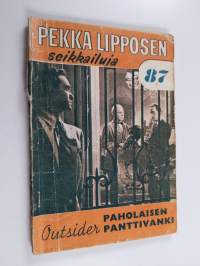 PEKKA LIPPOSEN
seikkailuja
87
Outsider
PAHOLAISEN
PANTTIVANKI